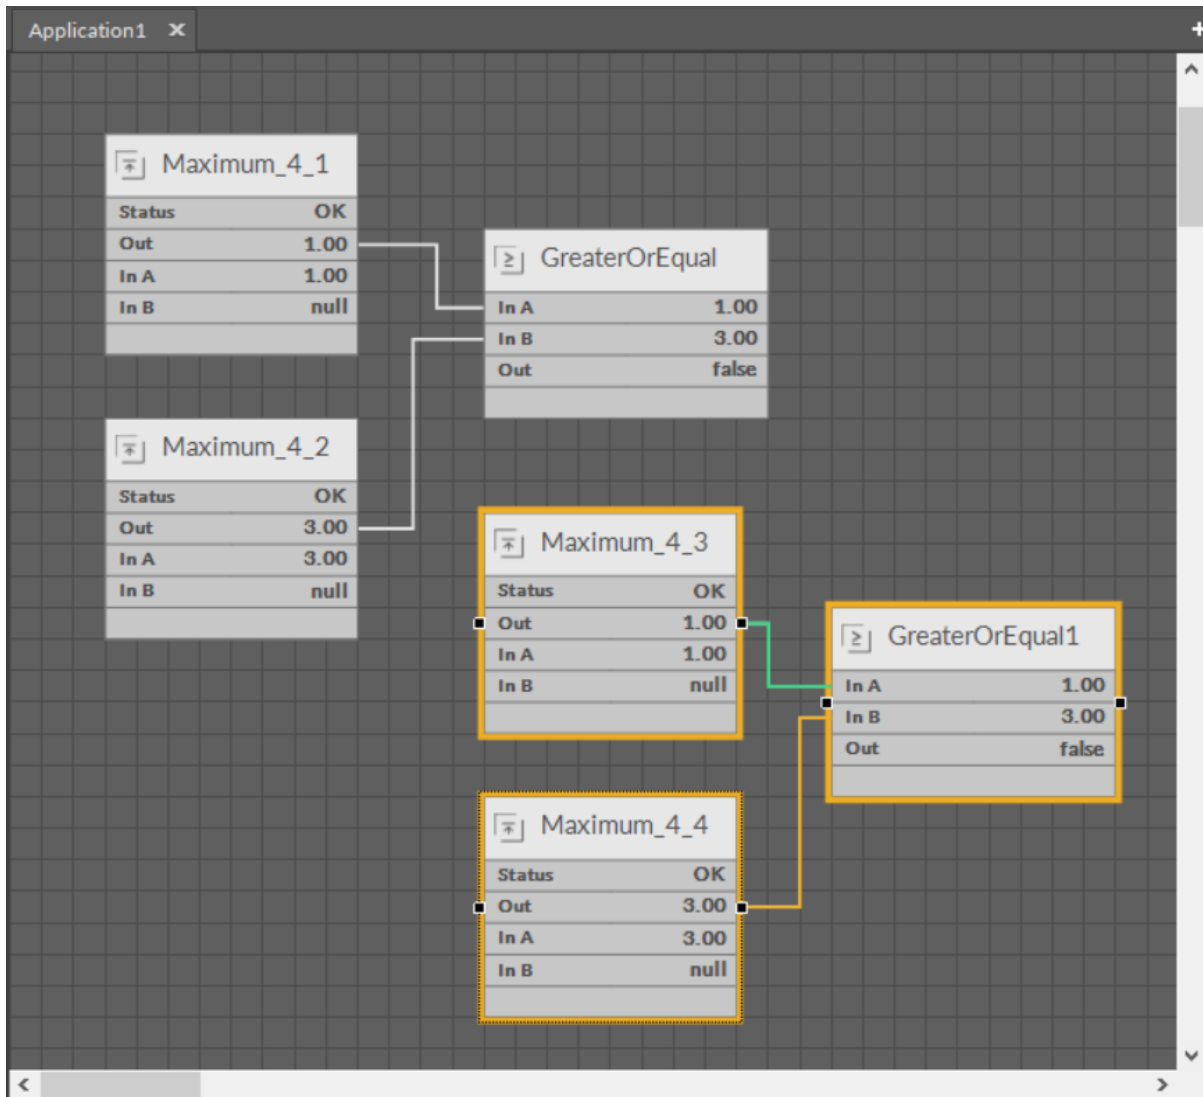 Application1
Maximum_4_1
Status OK
Out 1.00
In A 1.00
In B null
GreaterOrEqual
In A 1.00
In B 3.00
Out false
Maximum_4_2
Status OK
Out 3.00
In A 3.00
In B null
Maximum_4_3
Status OK
Out 1.00
In A 1.00
In B null
GreaterOrEqual1
In A 1.00
In B 3.00
Out false
Maximum_4_4
Status OK
Out 3.00
In A 3.00
In B null